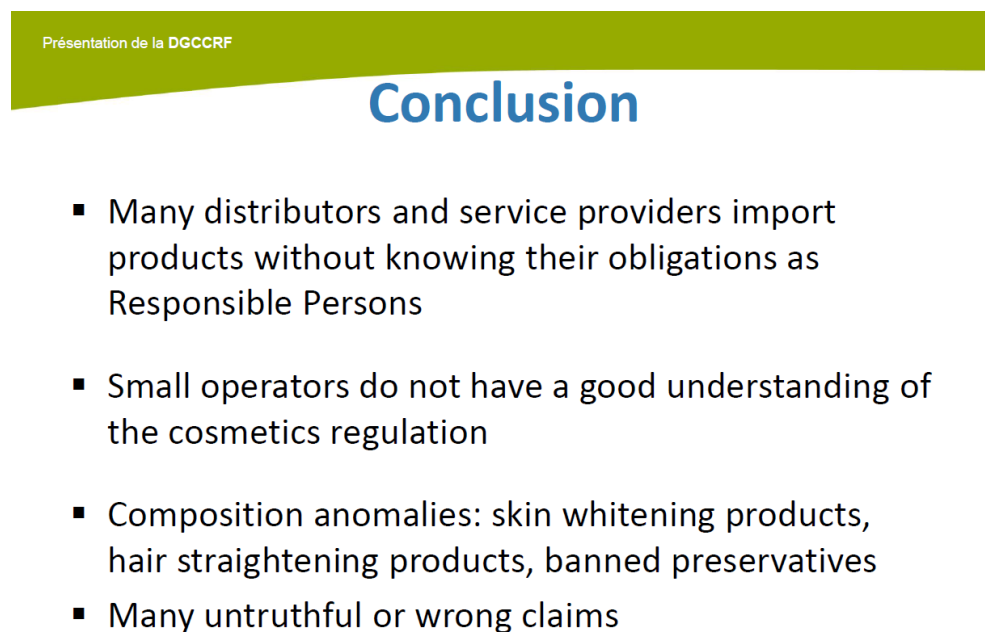 Présentation de la DGCCRF
Conclusion
▪ Many distributors and service providers import
products without knowing their obligations as
Responsible Persons
▪ Small operators do not have a good understanding of
the cosmetics regulation
▪ Composition anomalies: skin whitening products,
hair straightening products, banned preservatives
▪ Many untruthful or wrong claims